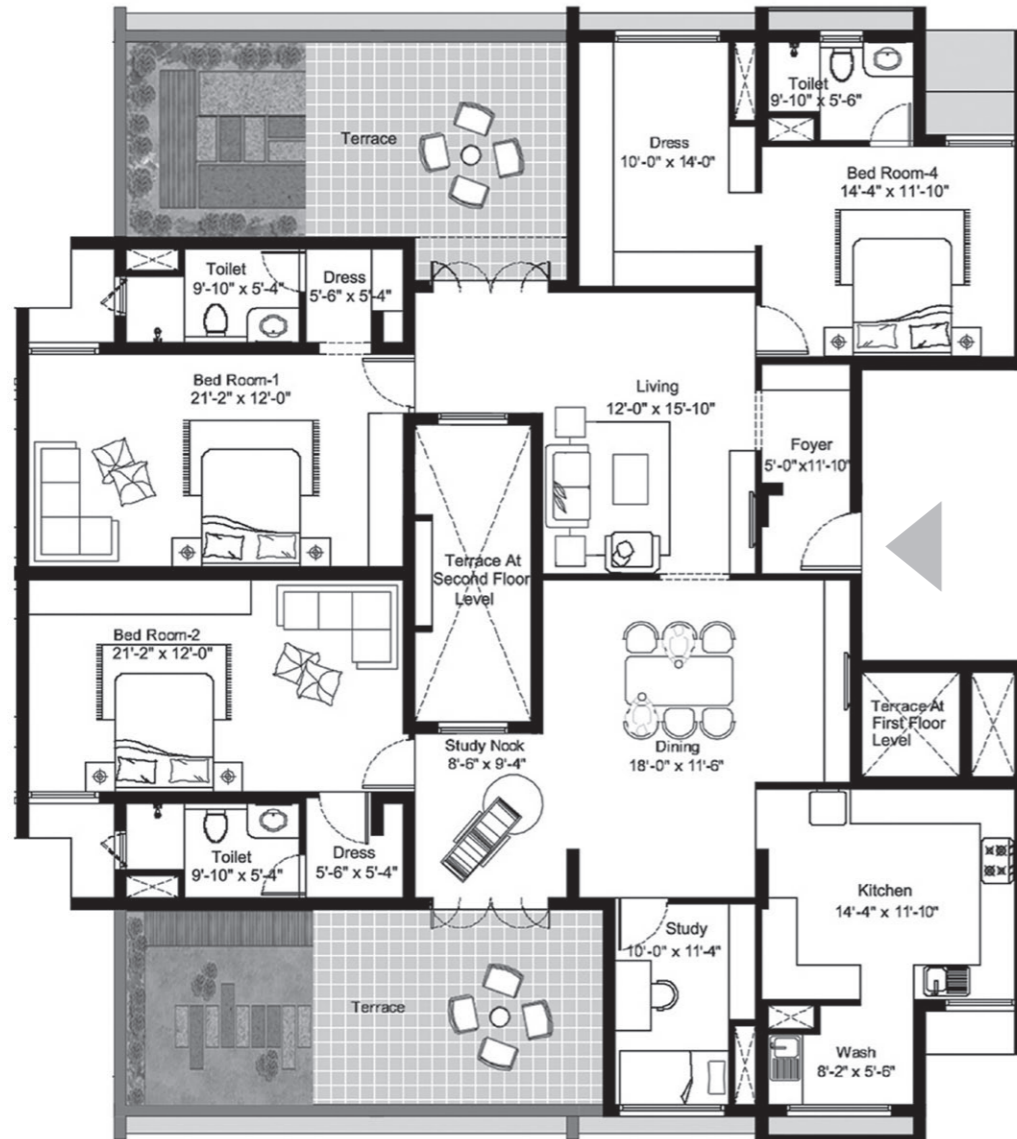 Toilet
9'-10" x 5'-6"
Terrace
Dress
10'-0" x 14'-0"
Bed Room-4
14'-4" x 11'-10"
Toilet
9'-10" x 5'-4"
Dress
5'-6" x 5'-4"
Bed Room-1
21'-2" x 12'-0"
Living
12'-0" x 15'-10"
Foyer
5'-0"x11'-10"
Terrace At
Second Floor
Level
Bed Room-2
21'-2" x 12'-0"
Terrace At
First Floor
Level
Study Nook
8'-6" x 9'-4"
Dining
18'-0" x 11'-6"
Toilet
9'-10" x 5'-4"
Dress
5'-6" x 5'-4"
Kitchen
14'-4" x 11'-10"
Study
10'-0" x 11'-4"
Terrace
Wash
8'-2" x 5'-6"